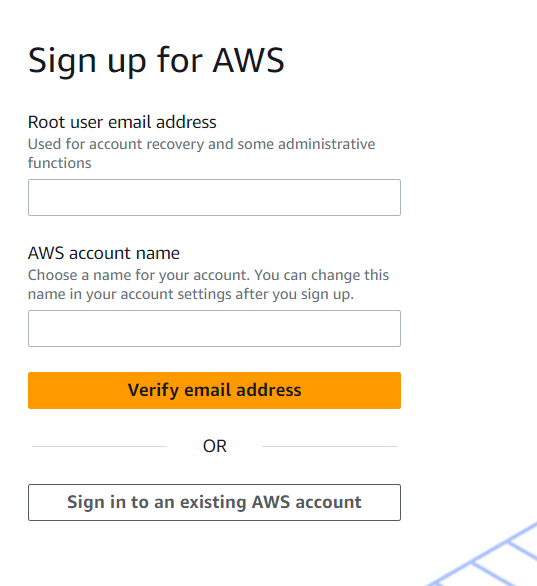 Sign up for AWS
Root user email address
Used for account recovery and some administrative
functions
AWS account name
Choose a name for your account. You can change this
name in your account settings after you sign up.
Verify email address
OR
Sign in to an existing AWS account